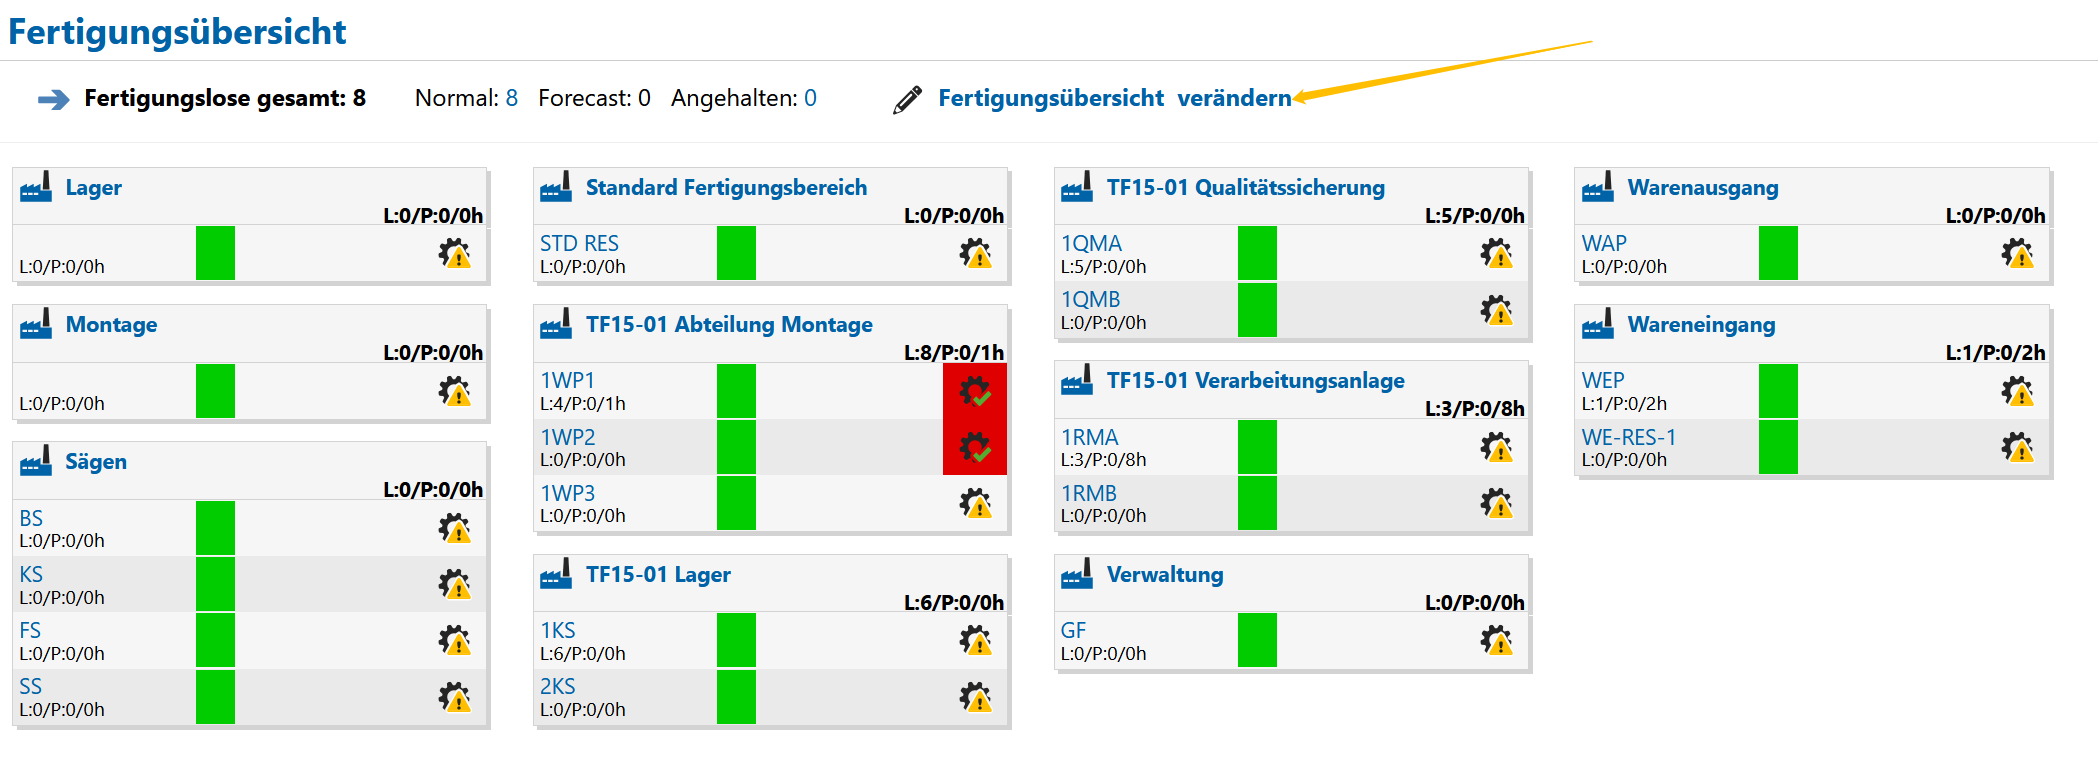 Fertigungsübersicht
Fertigungslose gesamt: 8 Normal: 8 Forecast: 0 Angehalten: 0 Fertigungsübersicht verändern
Lager
L:0/P:0/0h
L:0/P:0/0h
Montage
L:0/P:0/0h
L:0/P:0/0h
Sägen
L:0/P:0/0h
BS
L:0/P:0/0h
KS
L:0/P:0/0h
FS
L:0/P:0/0h
SS
L:0/P:0/0h
Standard Fertigungsbereich
L:0/P:0/0h
STD RES
L:0/P:0/0h
TF15-01 Abteilung Montage
L:8/P:0/1h
1WP1
L:4/P:0/1h
1WP2
L:0/P:0/0h
1WP3
L:0/P:0/0h
TF15-01 Lager
L:6/P:0/0h
1KS
L:6/P:0/0h
2KS
L:0/P:0/0h
TF15-01 Qualitätssicherung
L:5/P:0/0h
1QMA
L:5/P:0/0h
1QMB
L:0/P:0/0h
TF15-01 Verarbeitungsanlage
L:3/P:0/8h
1RMA
L:3/P:0/8h
1RMB
L:0/P:0/0h
Verwaltung
L:0/P:0/0h
GF
L:0/P:0/0h
Warenausgang
L:0/P:0/0h
WAP
L:0/P:0/0h
Wareneingang
L:1/P:0/2h
WEP
L:1/P:0/2h
WE-RES-1
L:0/P:0/0h